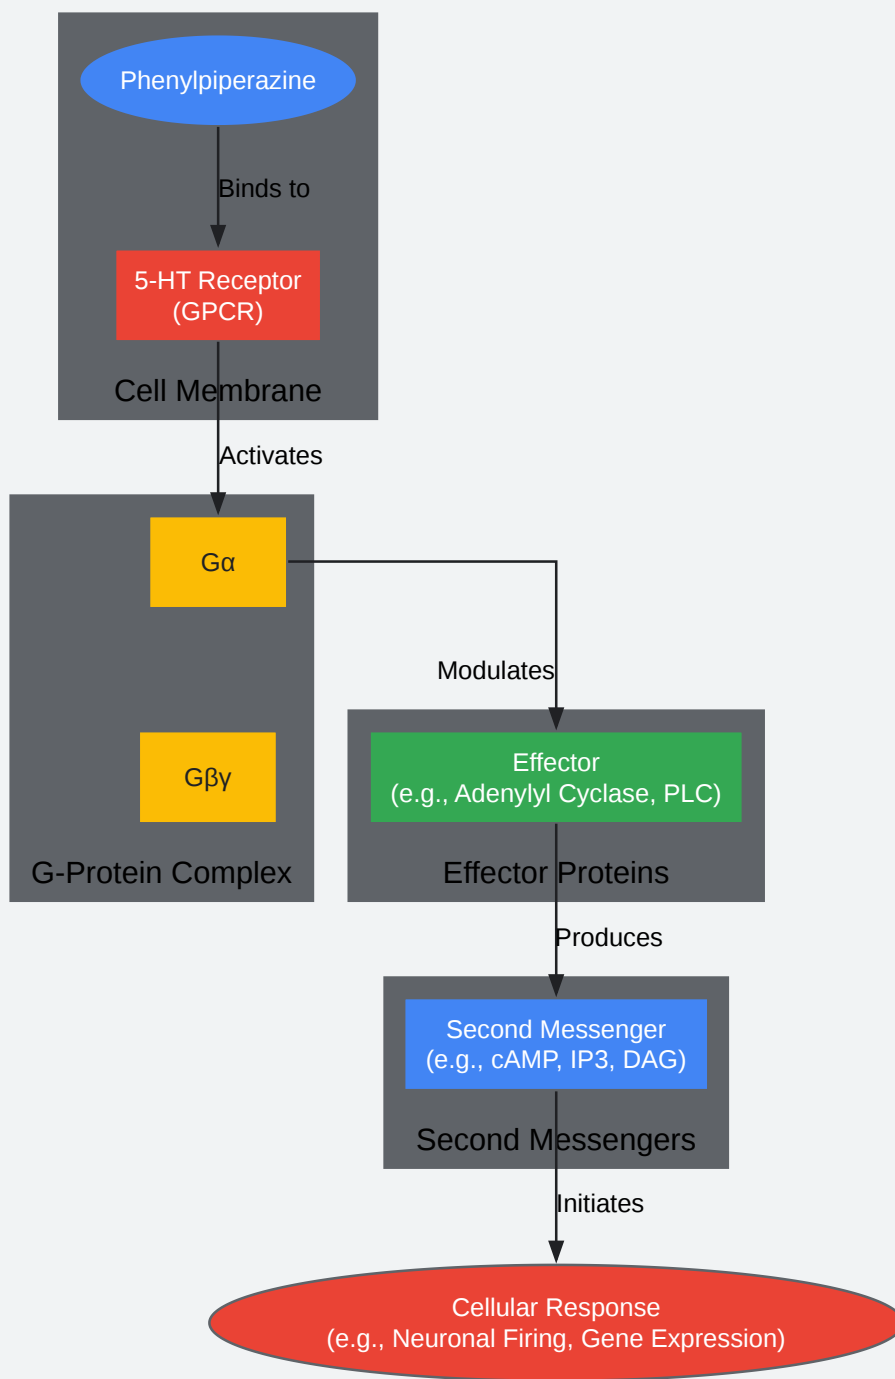 Phenylpiperazine
Binds to
5-HT Receptor
(GPCR)
Cell Membrane
Activates
Gα
Modulates
Gβγ
Effector
(e.g., Adenylyl Cyclase, PLC)
G-Protein Complex
Effector Proteins
Produces
Second Messenger
(e.g., cAMP, IP3, DAG)
Second Messengers
Initiates
Cellular Response
(e.g., Neuronal Firing, Gene Expression)